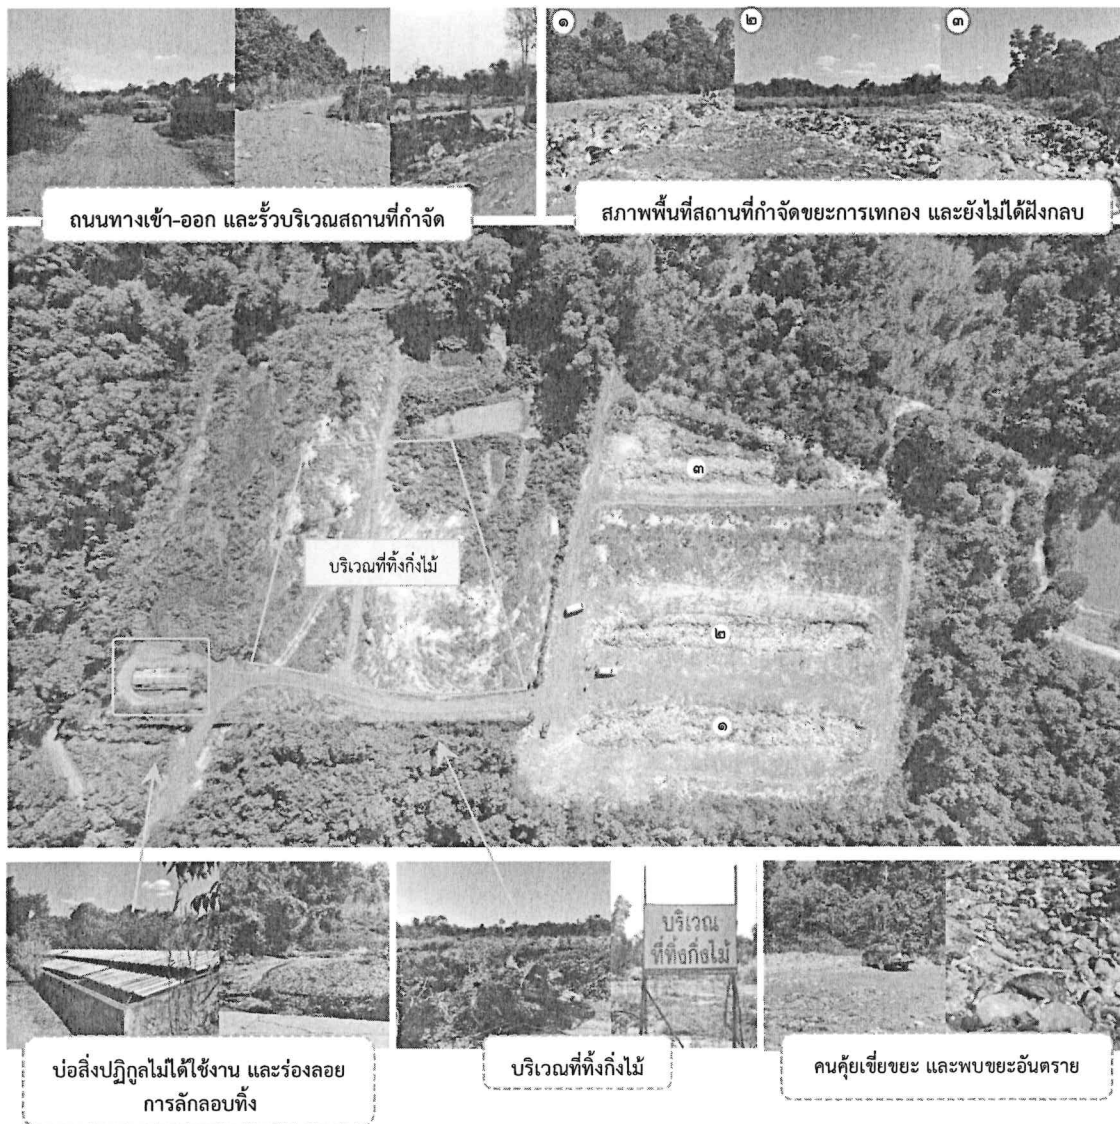 ๑
๒
๓
ถนนทางเข้า-ออก และรั้วบริเวณสถานที่กำจัด
สภาพพื้นที่สถานที่กำจัดขยะการเทกอง และยังไม่ได้ฝังกลบ
๓
บริเวณที่ทิ้งกิ่งไม้
๒
๑
บริเวณ
ที่ทิ้งกิ่งไม้
บ่อสิ่งปฏิกูลไม่ได้ใช้งาน และร่องลอย
การลักลอบทิ้ง
บริเวณที่ทิ้งกิ่งไม้
คนคุ้ยเขี่ยขยะ และพบขยะอันตราย